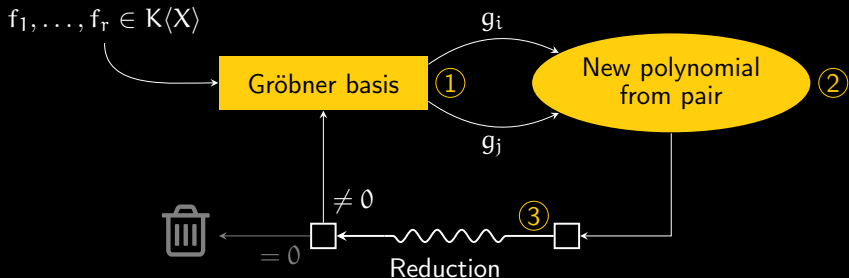 f₁, . . . , fᵣ ∈ K⟨X⟩
gᵢ
Gröbner basis
①
New polynomial
from pair
②
gⱼ
≠ 0
③
= 0
Reduction